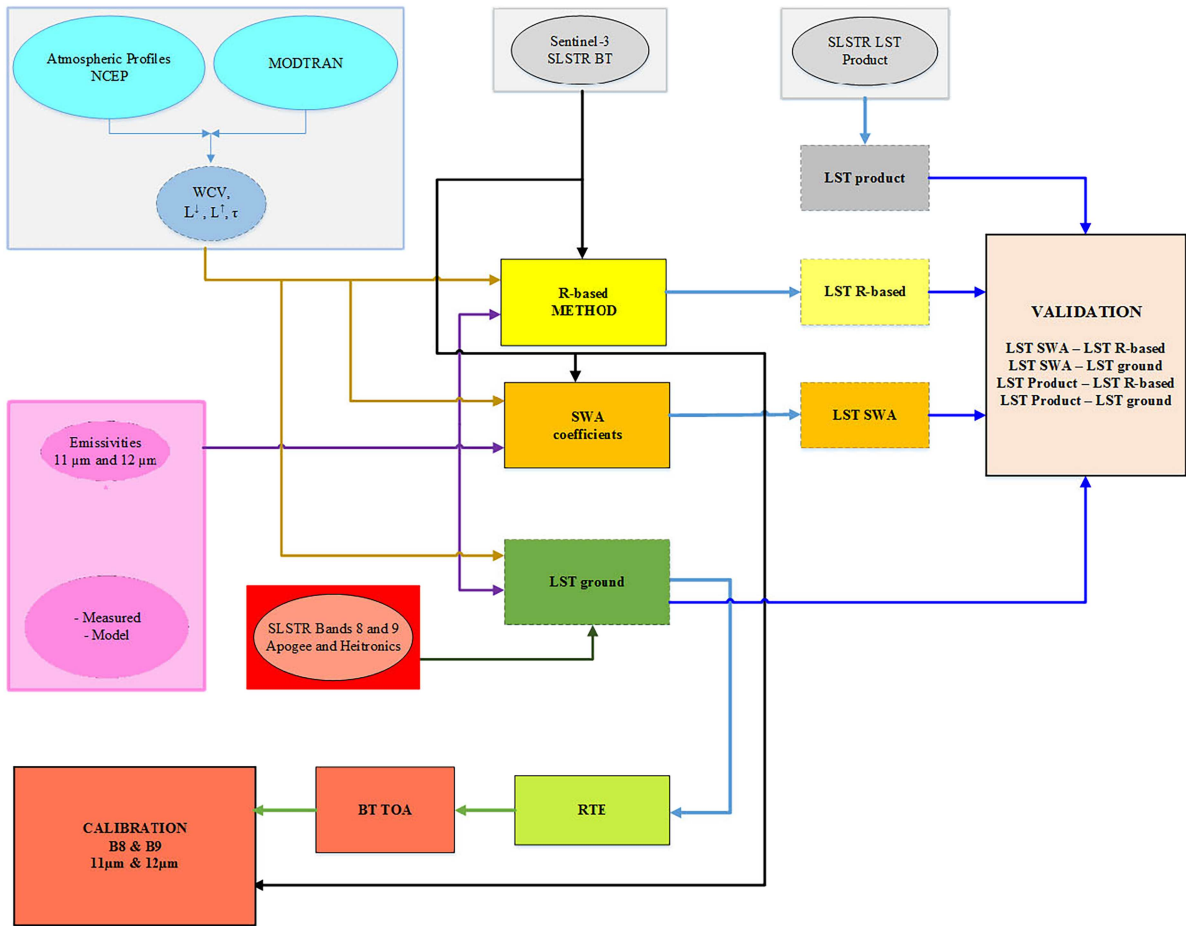 Atmospheric Profiles
NCEP
MODTRAN
Sentinel-3
SLSTR BT
SLSTR LST
Product
WCV,
L↓, L↑, τ
LST product
R-based
METHOD
LST R-based
VALIDATION
LST SWA – LST R-based
LST SWA – LST ground
LST Product – LST R-based
LST Product – LST ground
SWA
coefficients
LST SWA
Emissivities
11 µm and 12 µm
- Measured
- Model
LST ground
SLSTR Bands 8 and 9
Apogee and Heitronics
CALIBRATION
B8 & B9
11µm & 12µm
BT TOA
RTE